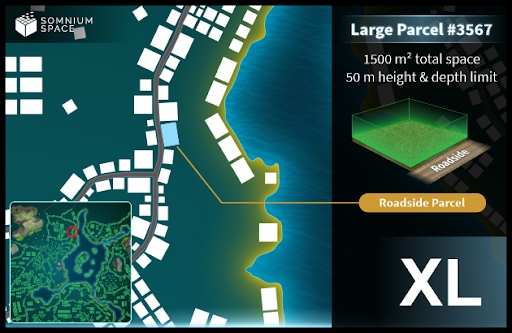 SOMNIUM
SPACE
Large Parcel #3567
1500 m² total space
50 m height & depth limit
Roadside
Roadside Parcel
XL